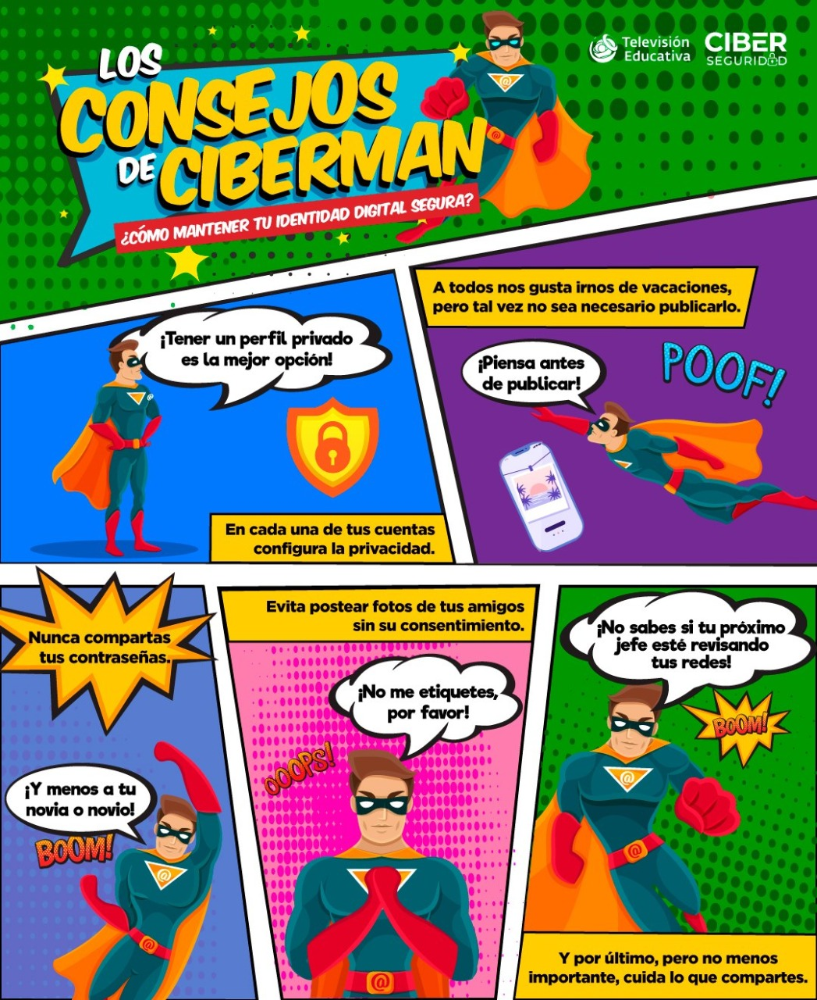 LOS
CONSEJOS
DE CIBERMAN
¿CÓMO MANTENER TU IDENTIDAD DIGITAL SEGURA?
@
@
Televisión
Educativa
CIBER
SEGURIDAD
¡Tener un perfil privado
es la mejor opción!
@
En cada una de tus cuentas
configura la privacidad.
A todos nos gusta irnos de vacaciones,
pero tal vez no sea necesario publicarlo.
¡Piensa antes
de publicar!
POOF!
Nunca compartas
tus contraseñas.
¡Y menos a tu
novia o novio!
BOOM!
@
@
Evita postear fotos de tus amigos
sin su consentimiento.
¡No me etiquetes,
por favor!
OOOPS!
@
¡No sabes si tu próximo
jefe esté revisando
tus redes!
BOOM!
@
@
Y por último, pero no menos
importante, cuida lo que compartes.